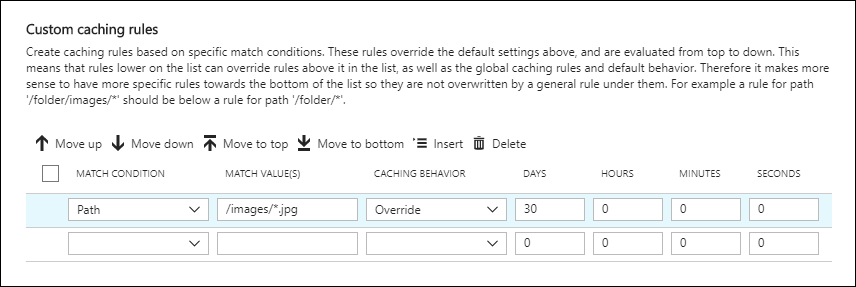 Custom caching rules
Create caching rules based on specific match conditions. These rules override the default settings above, and are evaluated from top to down. This
means that rules lower on the list can override rules above it in the list, as well as the global caching rules and default behavior. Therefore it makes more
sense to have more specific rules towards the bottom of the list so they are not overwritten by a general rule under them. For example a rule for path
'/folder/images/*' should be below a rule for path '/folder/*'.
Move up Move down Move to top Move to bottom Insert Delete
MATCH CONDITION MATCH VALUE(S) CACHING BEHAVIOR DAYS HOURS MINUTES SECONDS
Path /images/*.jpg Override 30 0 0 0
0 0 0 0